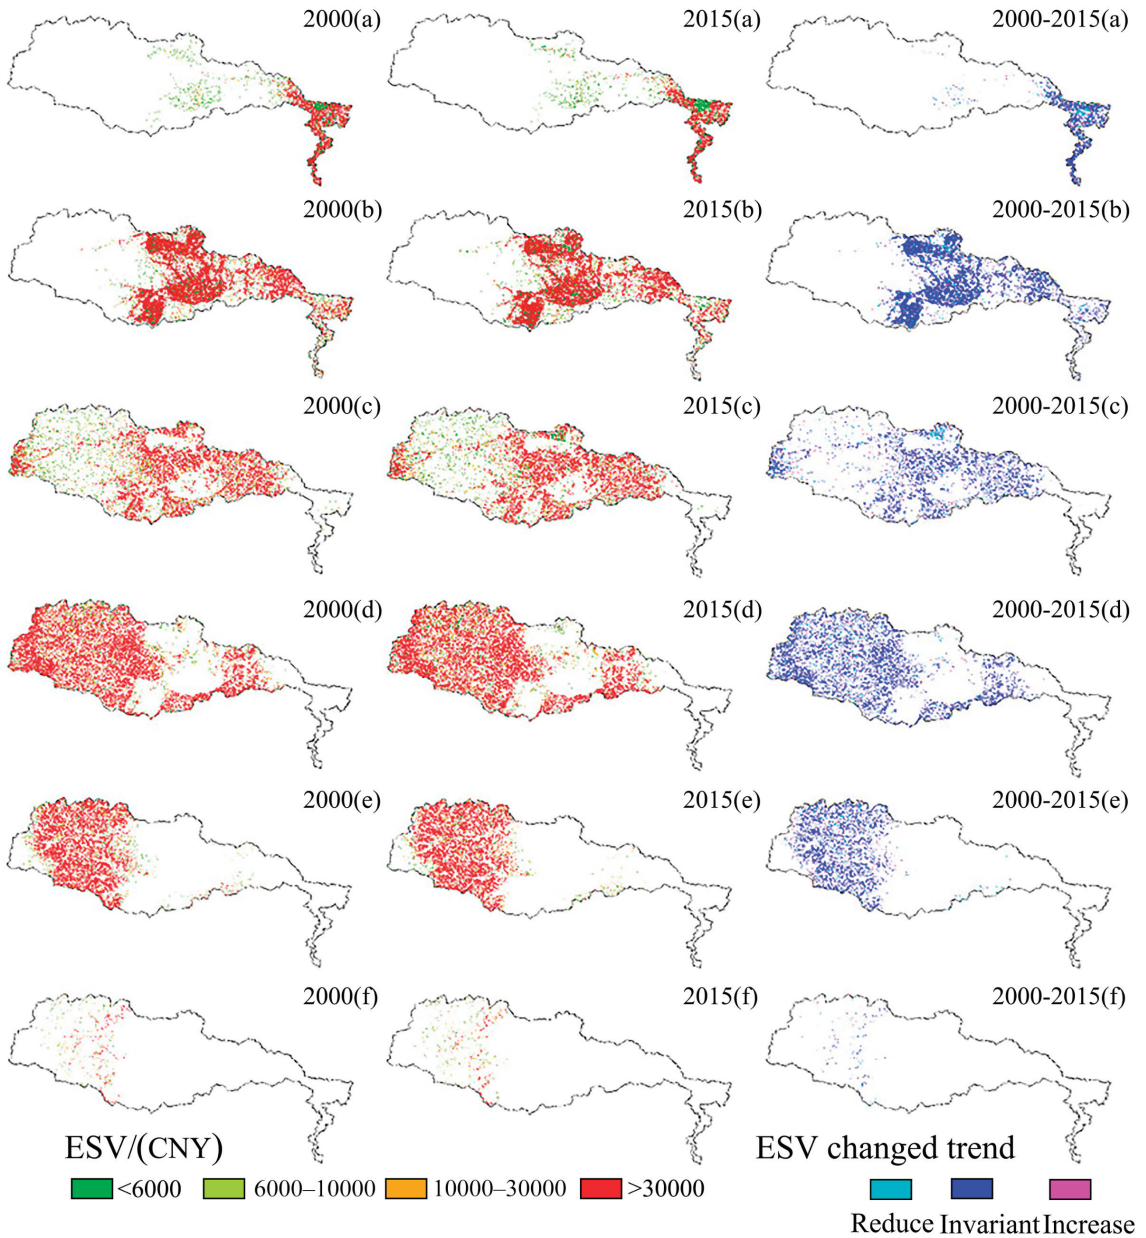 2000(a) 2015(a) 2000-2015(a)
2000(b) 2015(b) 2000-2015(b)
2000(c) 2015(c) 2000-2015(c)
2000(d) 2015(d) 2000-2015(d)
2000(e) 2015(e) 2000-2015(e)
2000(f) 2015(f) 2000-2015(f)
ESV/(CNY)
<6000 6000–10000 10000–30000 >30000
ESV changed trend
Reduce Invariant Increase